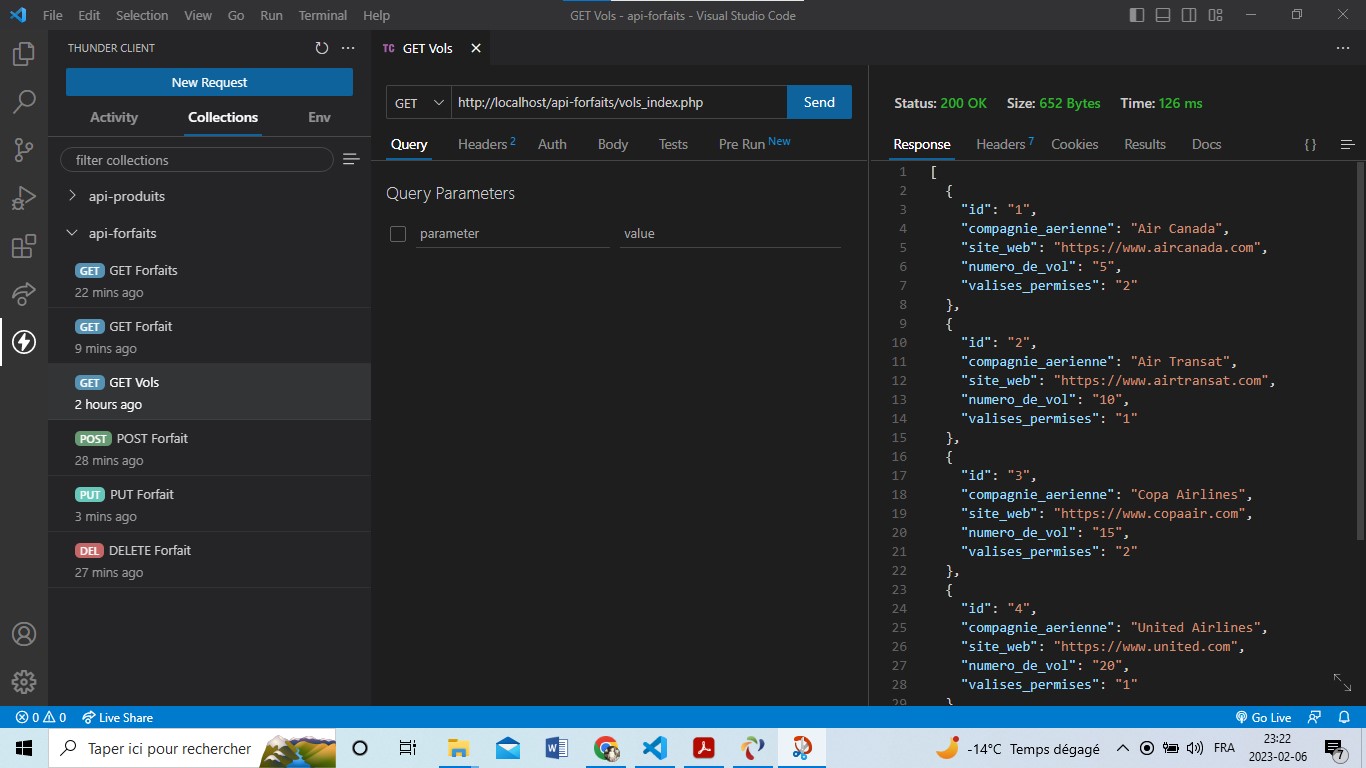 File Edit Selection View Go Run Terminal Help
GET Vols - api-forfaits - Visual Studio Code
THUNDER CLIENT
New Request
Activity Collections Env
filter collections
api-produits
api-forfaits
GET GET Forfaits
22 mins ago
GET GET Forfait
9 mins ago
GET GET Vols
2 hours ago
POST POST Forfait
28 mins ago
PUT PUT Forfait
3 mins ago
DEL DELETE Forfait
27 mins ago
TC GET Vols
GET http://localhost/api-forfaits/vols_index.php Send
Query Headers 2 Auth Body Tests Pre Run New
Query Parameters
parameter value
Status: 200 OK Size: 652 Bytes Time: 126 ms
Response Headers 7 Cookies Results Docs { }
1 [
2 {
3 "id": "1",
4 "compagnie_aerienne": "Air Canada",
5 "site_web": "https://www.aircanada.com",
6 "numero_de_vol": "5",
7 "valises_permises": "2"
8 },
9 {
10 "id": "2",
11 "compagnie_aerienne": "Air Transat",
12 "site_web": "https://www.airtransat.com",
13 "numero_de_vol": "10",
14 "valises_permises": "1"
15 },
16 {
17 "id": "3",
18 "compagnie_aerienne": "Copa Airlines",
19 "site_web": "https://www.copaair.com",
20 "numero_de_vol": "15",
21 "valises_permises": "2"
22 },
23 {
24 "id": "4",
25 "compagnie_aerienne": "United Airlines",
26 "site_web": "https://www.united.com",
27 "numero_de_vol": "20",
28 "valises_permises": "1"
29 }
0 0 Live Share Go Live
Taper ici pour rechercher
-14°C Temps dégagé FRA
23:22
2023-02-06
7